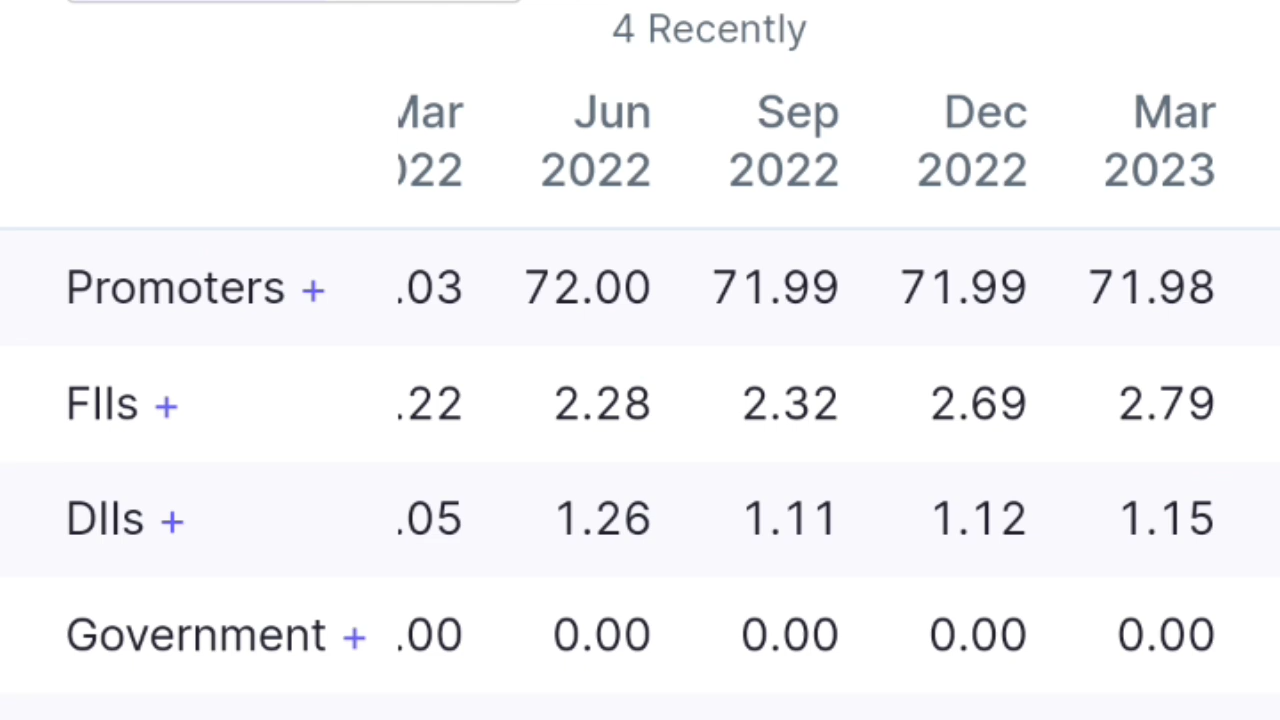 4 Recently
Mar Jun Sep Dec Mar
022 2022 2022 2022 2023
Promoters + .03 72.00 71.99 71.99 71.98
FIIs + .22 2.28 2.32 2.69 2.79
DIIs + .05 1.26 1.11 1.12 1.15
Government + .00 0.00 0.00 0.00 0.00